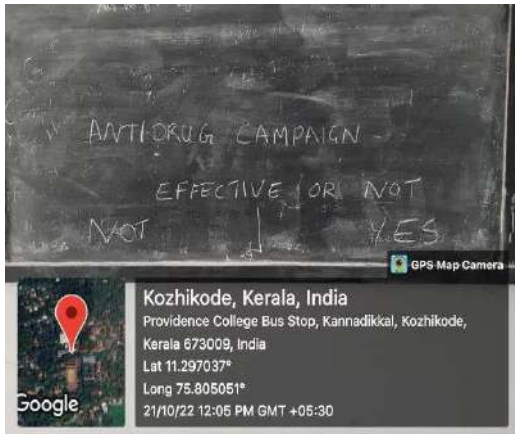 ANTIDRUG CAMPAIGN
EFFECTIVE OR NOT
NOT YES
GPS Map Camera
Kozhikode, Kerala, India
Providence College Bus Stop, Kannadikkal, Kozhikode,
Kerala 673009, India
Lat 11.297037°
Long 75.805051°
21/10/22 12:05 PM GMT +05:30
Google